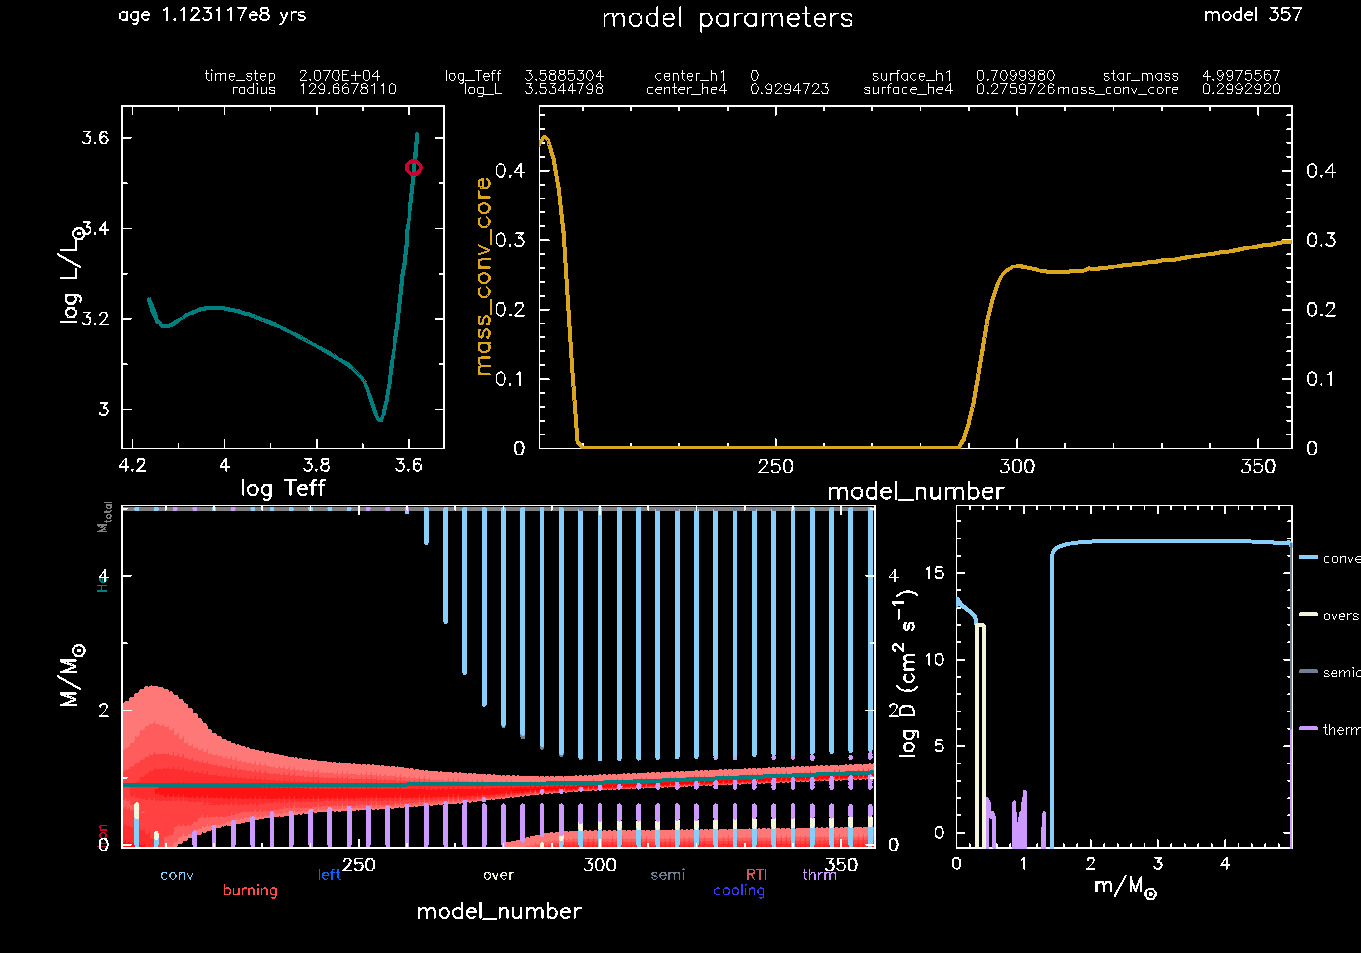 age 1.123117e8 yrs model parameters model 357
time_step 2.070E+04 log_Teff 3.5885304 center_h1 0 surface_h1 0.7099980 star_mass 4.9975567
radius 129.6678110 log_L 3.5344798 center_he4 0.9294723 surface_he4 0.2759726 mass_conv_core 0.2992920
log L/L☉
3.6
3.4
3.2
3
4.2 4 3.8 3.6
log Teff
mass_conv_core
0.4 0.4
0.3 0.3
0.2 0.2
0.1 0.1
0 0
250 300 350
model_number
Mtotal
He
M/M☉
4 4
2 2
0 0
250 300 350
conv left over semi RTI thrm
burning cooling
model_number
log D (cm² s⁻¹)
15
10
5
0
0 1 2 3 4
m/M☉
conve
overs
semic
therm